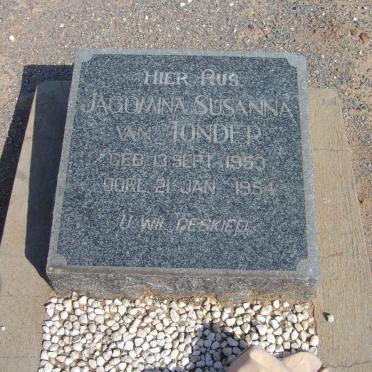 HIER RUS
JACOMINA SUSANNA
VAN TONDER
GEB. 13 SEPT. 1953
OORL. 21 JAN. 1954
U WIL GESKIED